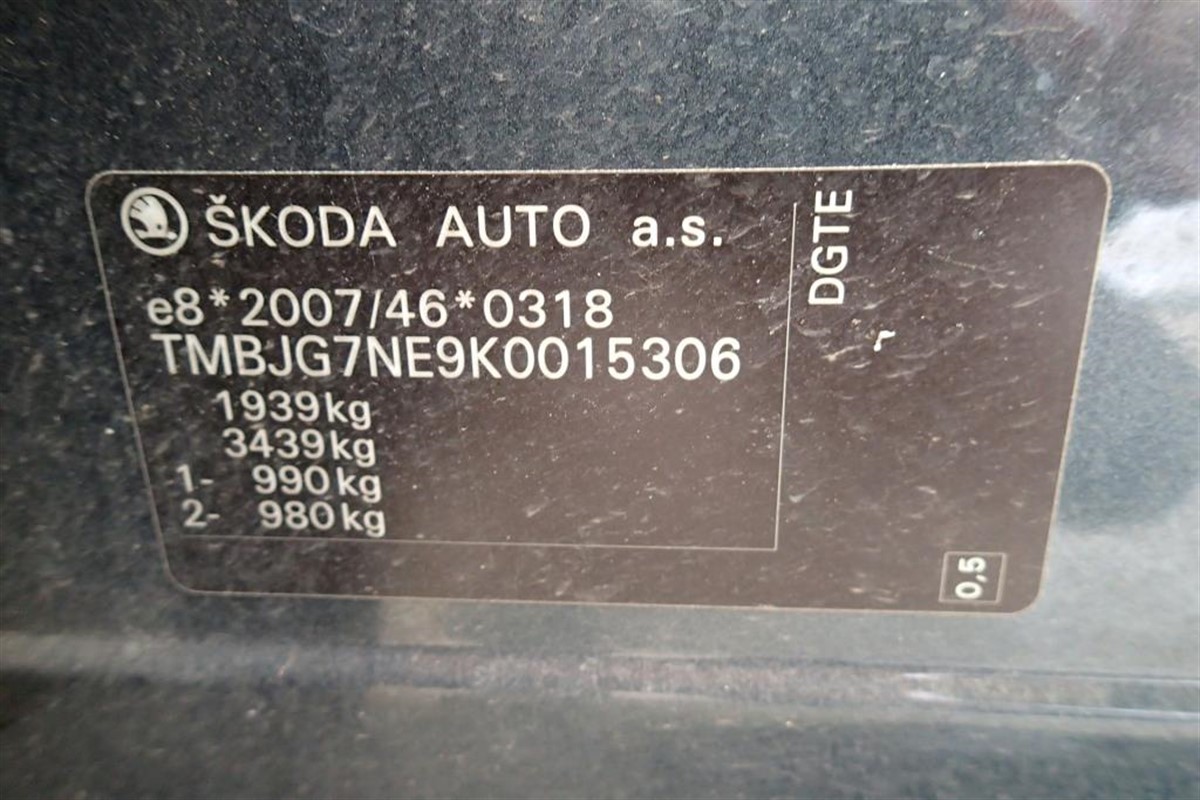 ŠKODA AUTO a.s.
e8*2007/46*0318
TMBJG7NE9K0015306
1939kg
3439kg
1- 990kg
2- 980kg
DGTE
0,5